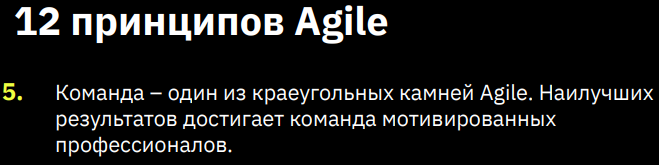 12 принципов Agile
5. Команда – один из краеугольных камней Agile. Наилучших
результатов достигает команда мотивированных
профессионалов.